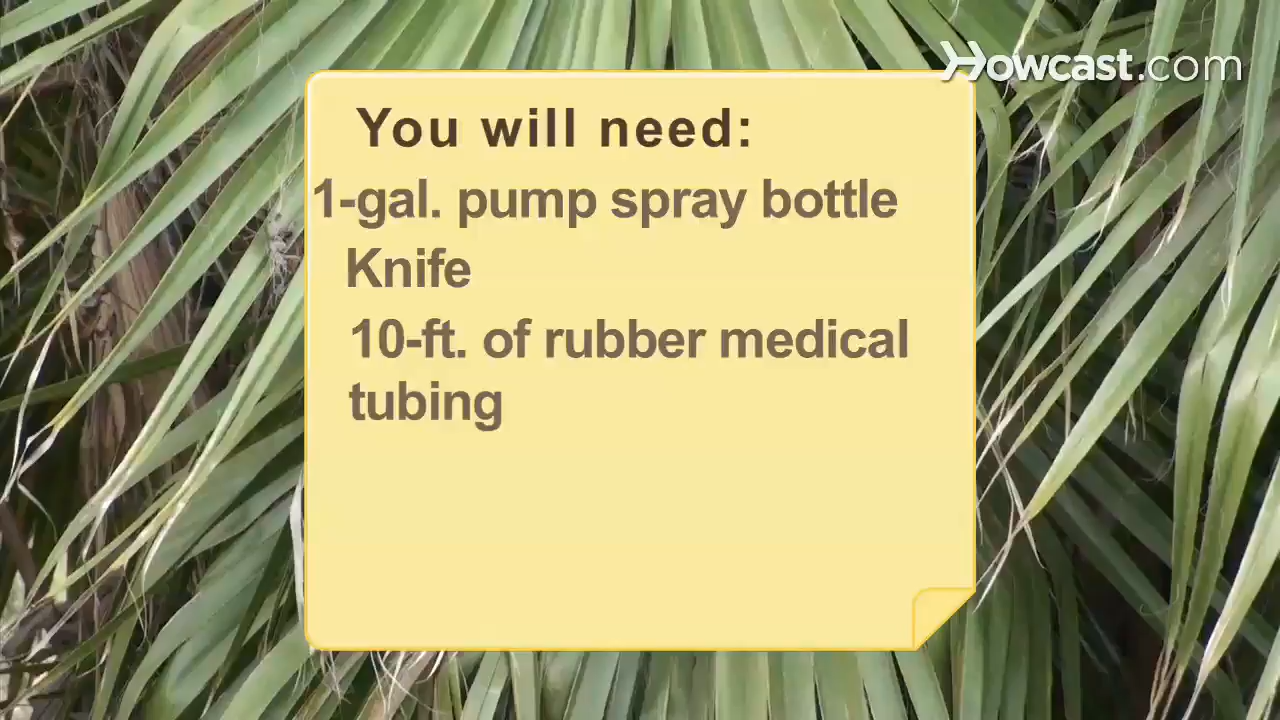 Howcast.com
You will need:
1-gal. pump spray bottle
Knife
10-ft. of rubber medical
tubing